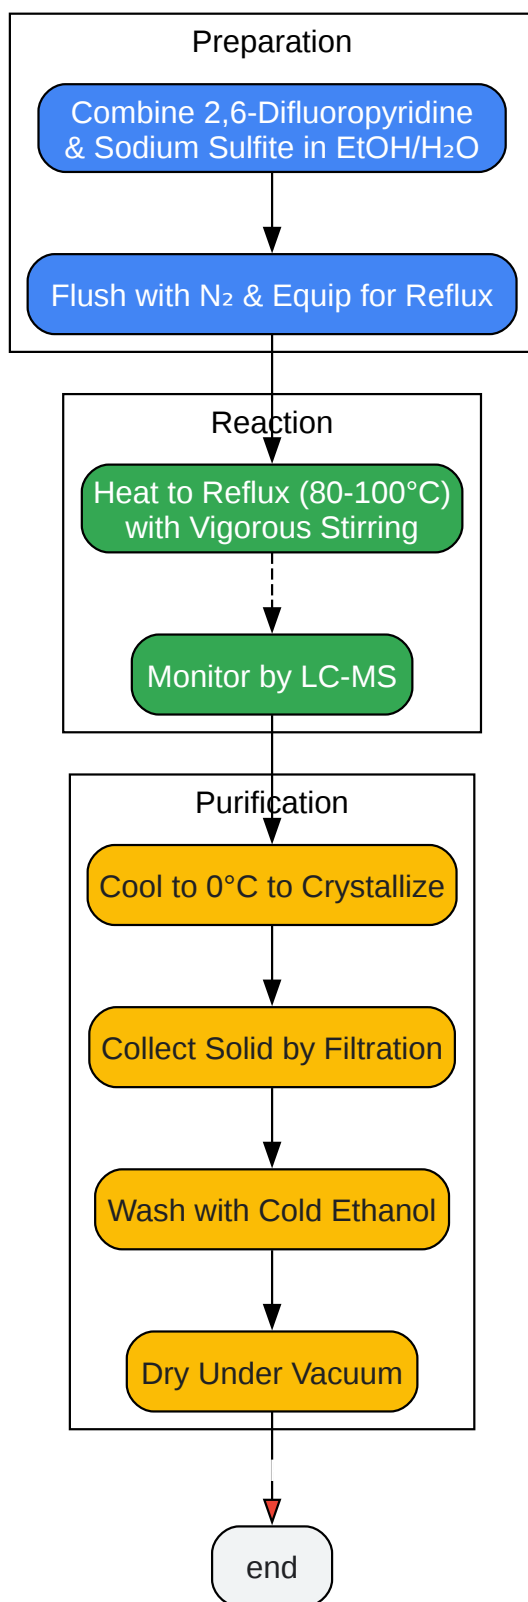 Preparation
Combine 2,6-Difluoropyridine
& Sodium Sulfite in EtOH/H₂O
Flush with N₂ & Equip for Reflux
Reaction
Heat to Reflux (80-100°C)
with Vigorous Stirring
Monitor by LC-MS
Purification
Cool to 0°C to Crystallize
Collect Solid by Filtration
Wash with Cold Ethanol
Dry Under Vacuum
end